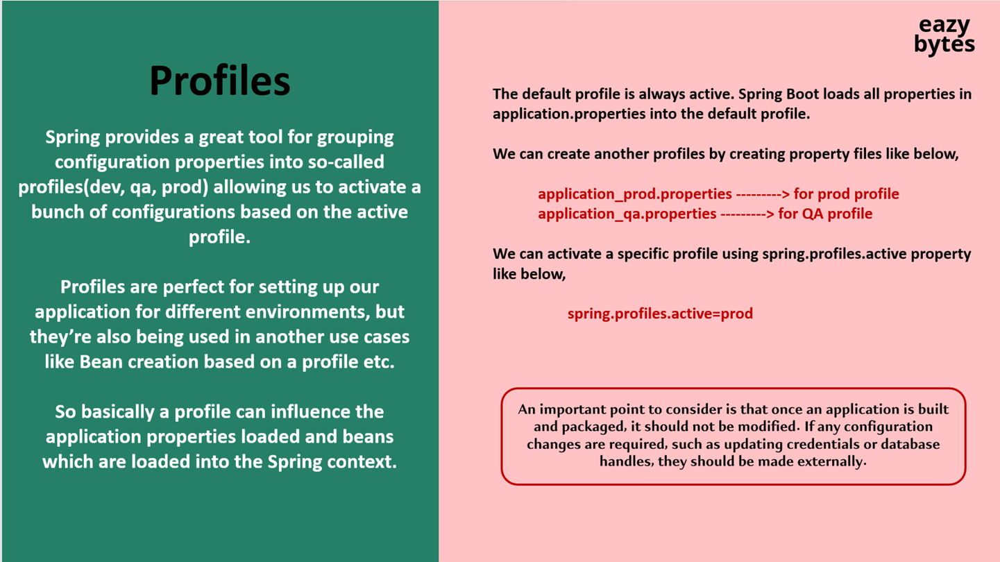 Profiles
Spring provides a great tool for grouping
configuration properties into so-called
profiles(dev, qa, prod) allowing us to activate a
bunch of configurations based on the active
profile.
Profiles are perfect for setting up our
application for different environments, but
they’re also being used in another use cases
like Bean creation based on a profile etc.
So basically a profile can influence the
application properties loaded and beans
which are loaded into the Spring context.
eazy
bytes
The default profile is always active. Spring Boot loads all properties in
application.properties into the default profile.
We can create another profiles by creating property files like below,
application_prod.properties ---------> for prod profile
application_qa.properties ---------> for QA profile
We can activate a specific profile using spring.profiles.active property
like below,
spring.profiles.active=prod
An important point to consider is that once an application is built
and packaged, it should not be modified. If any configuration
changes are required, such as updating credentials or database
handles, they should be made externally.